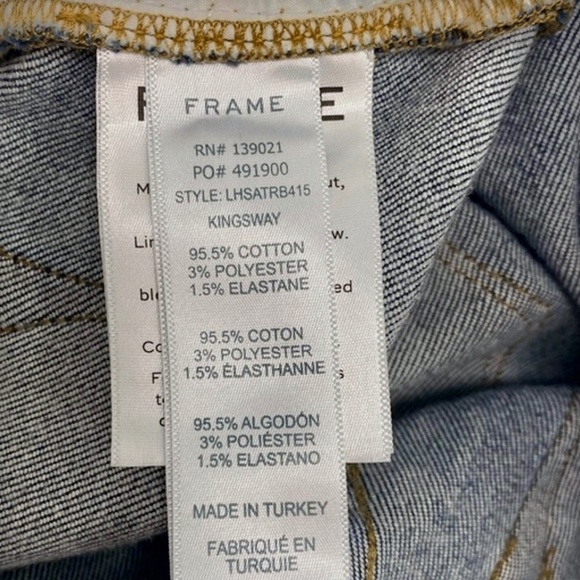 FRAME
RN# 139021
PO# 491900
STYLE: LHSATRB415
KINGSWAY
95.5% COTTON
3% POLYESTER
1.5% ELASTANE
95.5% COTON
3% POLYESTER
1.5% ÉLASTHANNE
95.5% ALGODÓN
3% POLIÉSTER
1.5% ELASTANO
MADE IN TURKEY
FABRIQUÉ EN
TURQUIE